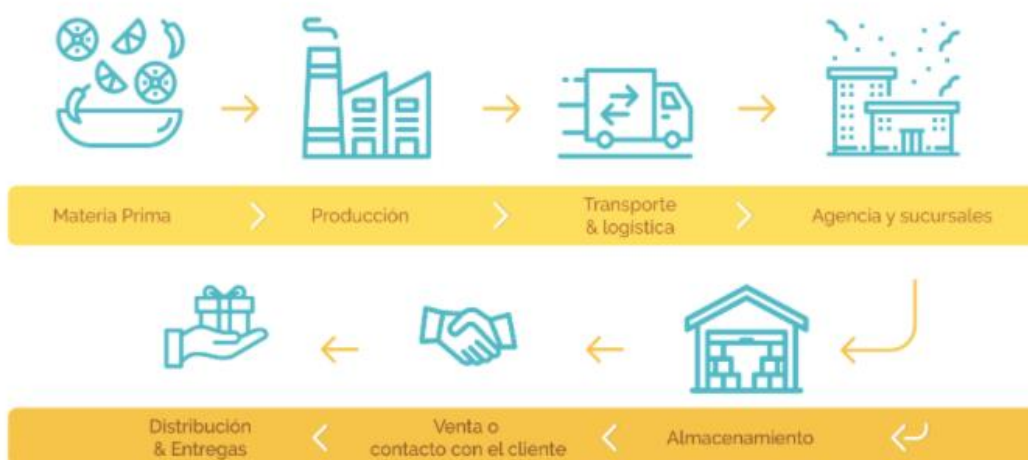 Materia Prima
Producción
Transporte
& logística
Agencia y sucursales
Distribución
& Entregas
Venta o
contacto con el cliente
Almacenamiento